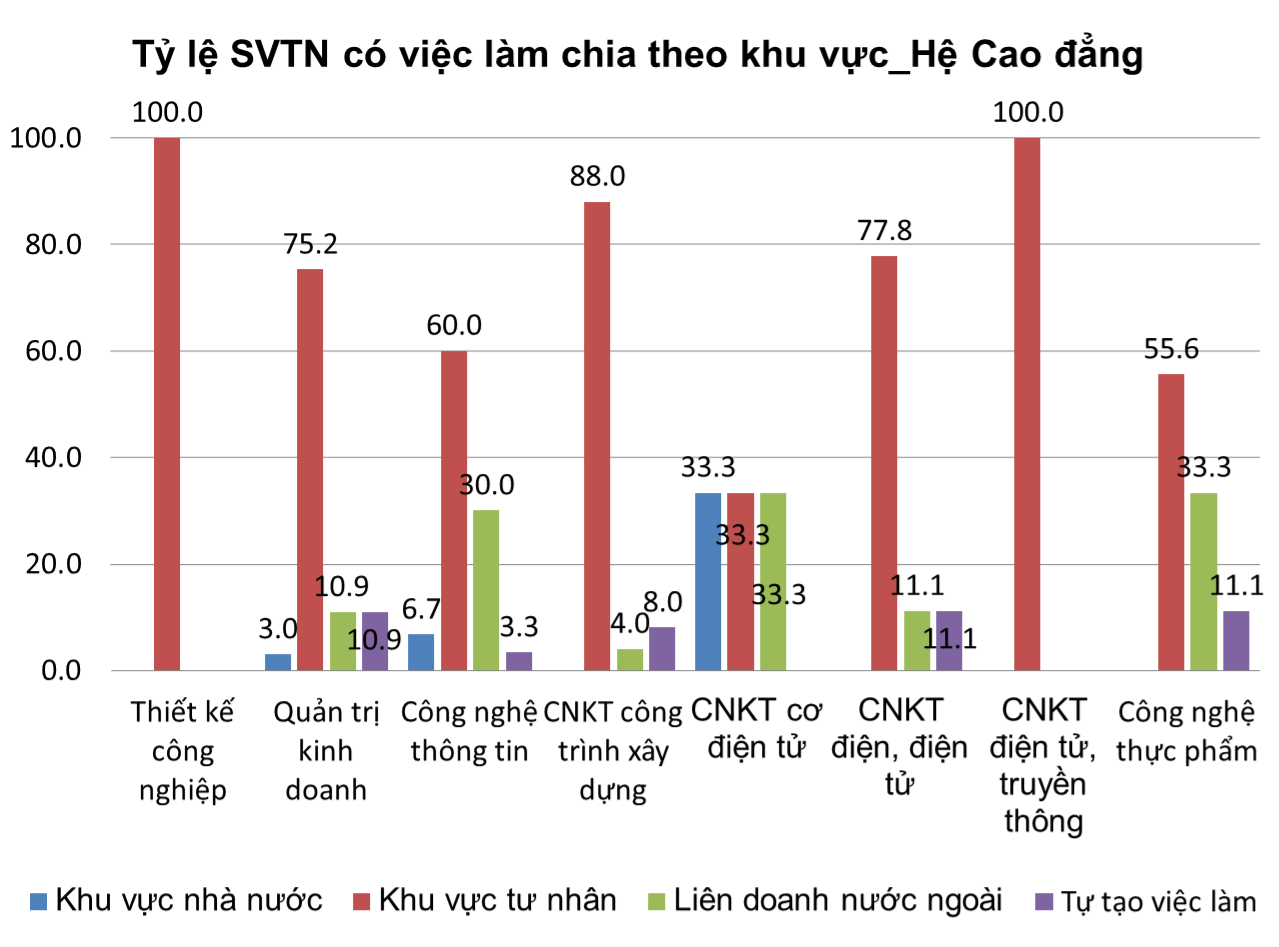 Tỷ lệ SVTN có việc làm chia theo khu vực_Hệ Cao đẳng
100.0
100.0
100.0
88.0
80.0
75.2
77.8
60.0
60.0
55.6
40.0
33.3
33.3
30.0
33.3
33.3
20.0
10.9
11.1
11.1
3.0
10.9
6.7
3.3
4.0
8.0
11.1
0.0
Thiết kế
công
nghiệp
Quản trị
kinh
doanh
Công nghệ
thông tin
CNKT công
trình xây
dựng
CNKT cơ
điện tử
CNKT
điện, điện
tử
CNKT
điện tử,
truyền
thông
Công nghệ
thực phẩm
Khu vực nhà nước
Khu vực tư nhân
Liên doanh nước ngoài
Tự tạo việc làm